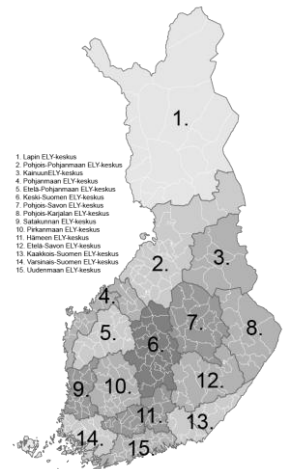 1. Lapin ELY-keskus
2. Pohjois-Pohjanmaan ELY-keskus
3. KainuunELY-keskus
4. Pohjanmaan ELY-keskus
5. Etelä-Pohjanmaan ELY-keskus
6. Keski-Suomen ELY-keskus
7. Pohjois-Savon ELY-keskus
8. Pohjois-Karjalan ELY-keskus
9. Satakunnan ELY-keskus
10. Pirkanmaan ELY-keskus
11. Hämeen ELY-keskus
12. Etelä-Savon ELY-keskus
13. Kaakkois-Suomen ELY-keskus
14. Varsinais-Suomen ELY-keskus
15. Uudenmaan ELY-keskus
1.
2.
3.
4.
5.
6.
7.
8.
9.
10.
11.
12.
13.
14.
15.